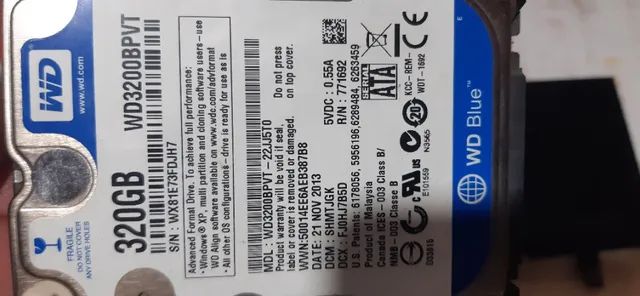 WD
www.wd.com
WD3200BPVT
320GB
S/N: WX81E73FDJH7
Advanced Format Drive. To achieve full performance:
• Windows® XP, multi partition and cloning software users - use
WD Align software available on www.wdc.com/advformat
• All other OS configurations - drive is ready for use as is
MDL: WD3200BPVT-22JJ5T0
Product warranty will be void if seal,
label or cover is removed or damaged.
Do not press
on top cover.
WWN: 50014EE6AEB387B8
DATE: 21 NOV 2013
5VDC: 0.55A
DCM: SHMTJGK
R/N: 771692
DCX: FJ0HJ7B5D
U.S. Patents: 6178056, 5956196, 6289484, 6263459
Product of Malaysia
Canada ICES-003 Class B/
NMB-003 Classe B
SERIAL
ATA
KCC-REM-
WDT-1692
N3565
E101559
WD Blue™
FRAGILE
DO NOT COVER
ANY DRIVE HOLES